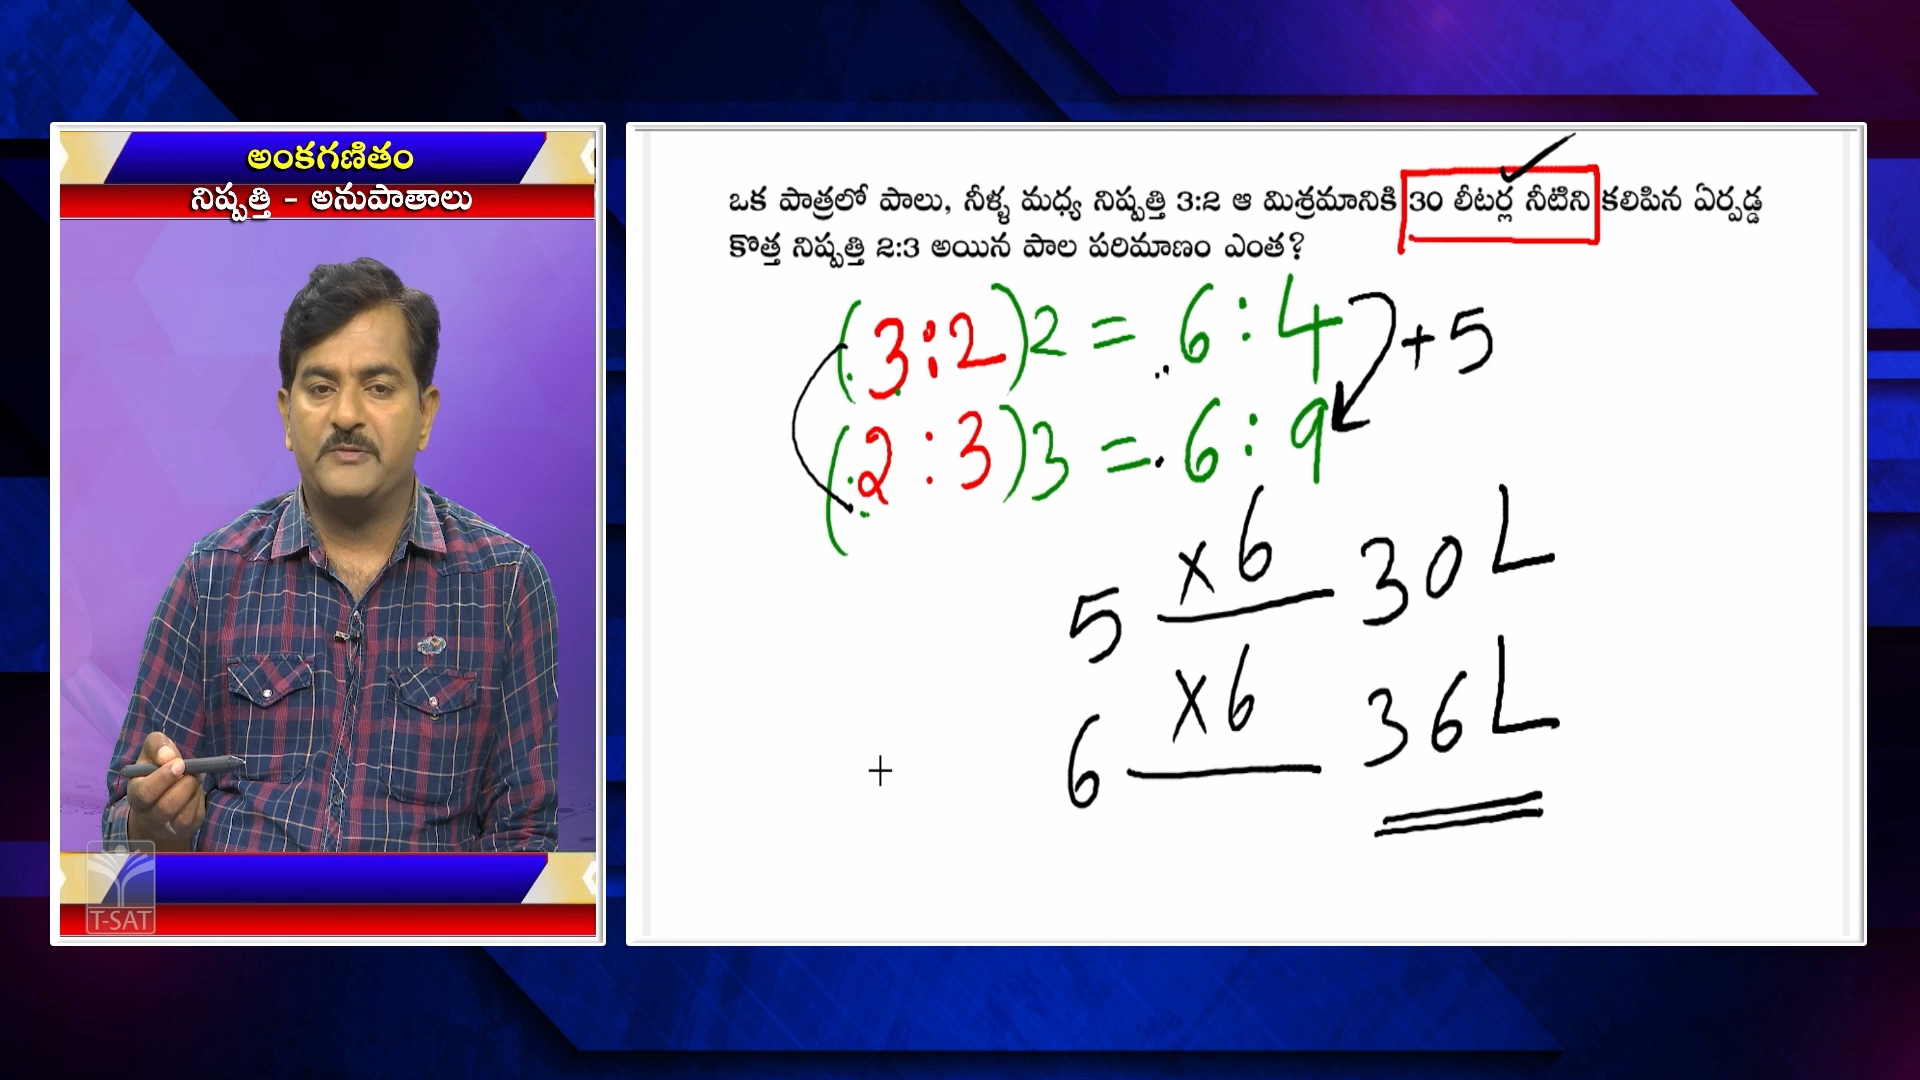 అంకగణితం
నిష్పత్తి - అనుపాతాలు
ఒక పాత్రలో పాలు, నీళ్ళ మధ్య నిష్పత్తి 3:2 ఆ మిశ్రమానికి 30 లీటర్ల నీటిని కలిపిన ఏర్పడ్డ
కొత్త నిష్పత్తి 2:3 అయిన పాల పరిమాణం ఎంత?
(3:2)2 = 6:4 +5
(2:3)3 = 6:9
5 x6 30L
6 x6 36L
T-SAT